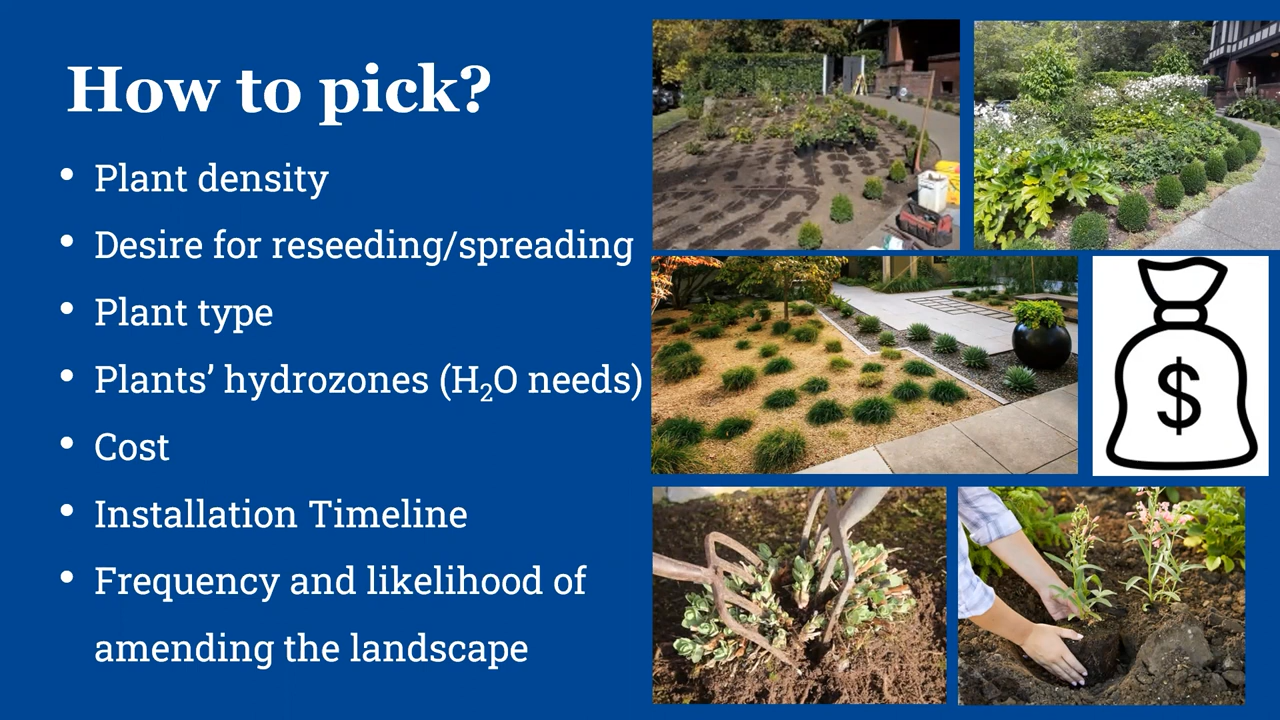 How to pick?
• Plant density
• Desire for reseeding/spreading
• Plant type
• Plants’ hydrozones (H₂O needs)
• Cost
• Installation Timeline
• Frequency and likelihood of
amending the landscape
$